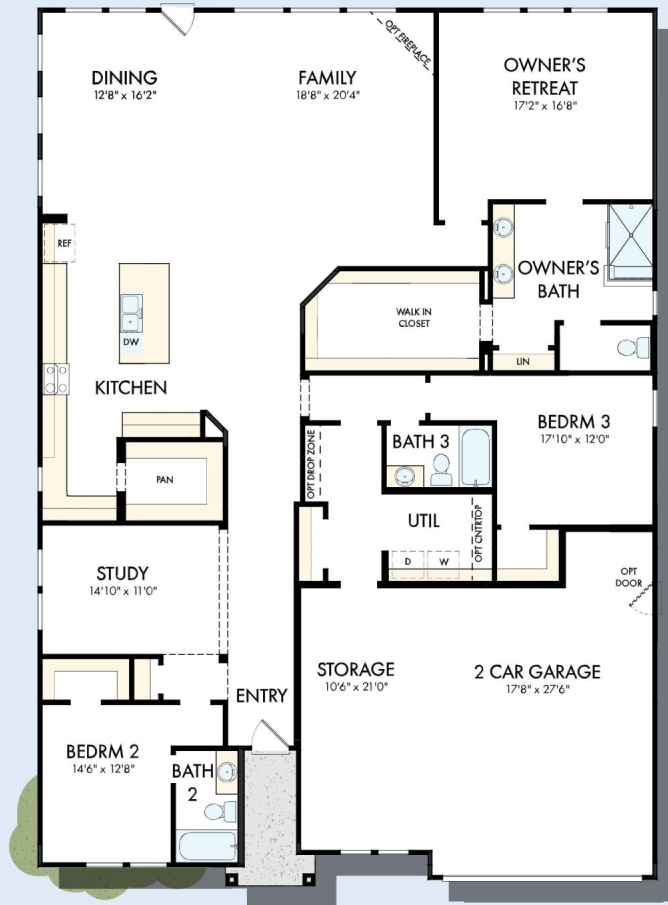 DINING
12'8" x 16'2"
FAMILY
18'8" x 20'4"
OPT FIREPLACE
OWNER'S
RETREAT
17'2" x 16'8"
REF
DW
KITCHEN
OWNER'S
BATH
WALK IN
CLOSET
LIN
BEDRM 3
17'10" x 12'0"
BATH 3
OPT DROP ZONE
PAN
UTIL
OPT CNTRTOP
D
W
STUDY
14'10" x 11'0"
OPT
DOOR
STORAGE
10'6" x 21'0"
2 CAR GARAGE
17'8" x 27'6"
ENTRY
BEDRM 2
14'6" x 12'8"
BATH
2